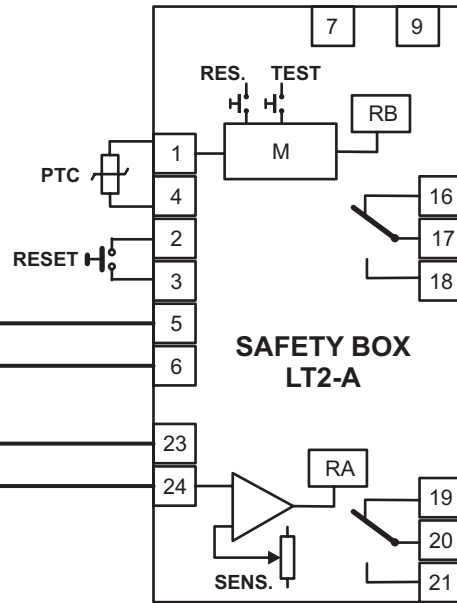 7 9
RES. TEST
RB
1 M
PTC
16
4
2 17
RESET
3 18
5
SAFETY BOX
6
LT2-A
23
RA
24 19
20
SENS. 21